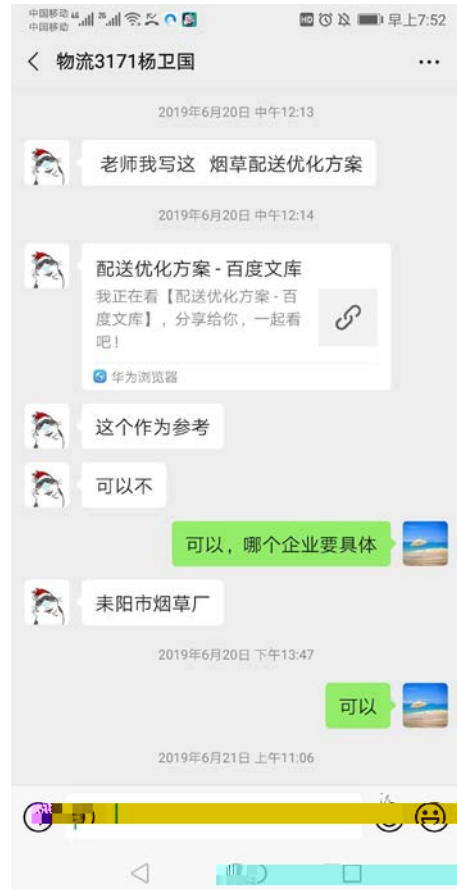 中国移动
中国移动
46
26
HD
早上7:52
物流3171杨卫国
2019年6月20日 中午12:13
老师我写这 烟草配送优化方案
2019年6月20日 中午12:14
配送优化方案 - 百度文库
我正在看【配送优化方案 - 百
度文库】，分享给你，一起看
吧！
华为浏览器
这个作为参考
可以不
可以，哪个企业要具体
耒阳市烟草厂
2019年6月20日 下午13:47
可以
2019年6月21日 上午11:06